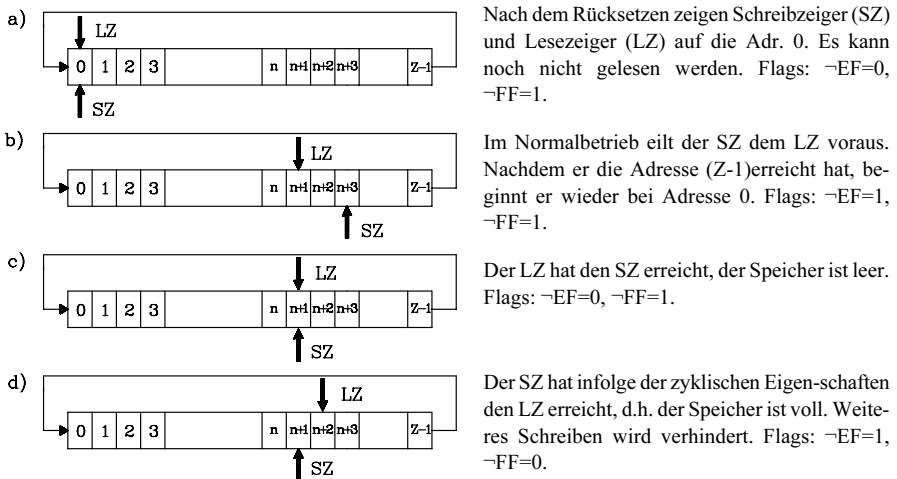 a)
LZ
0 1 2 3 n n+1 n+2 n+3 Z-1
SZ
Nach dem Rücksetzen zeigen Schreibzeiger (SZ)
und Lesezeiger (LZ) auf die Adr. 0. Es kann
noch nicht gelesen werden. Flags: ¬EF=0,
¬FF=1.
b)
LZ
0 1 2 3 n n+1 n+2 n+3 Z-1
SZ
Im Normalbetrieb eilt der SZ dem LZ voraus.
Nachdem er die Adresse (Z-1)erreicht hat, be-
ginnt er wieder bei Adresse 0. Flags: ¬EF=1,
¬FF=1.
c)
LZ
0 1 2 3 n n+1 n+2 n+3 Z-1
SZ
Der LZ hat den SZ erreicht, der Speicher ist leer.
Flags: ¬EF=0, ¬FF=1.
d)
LZ
0 1 2 3 n n+1 n+2 n+3 Z-1
SZ
Der SZ hat infolge der zyklischen Eigen-schaften
den LZ erreicht, d.h. der Speicher ist voll. Weite-
res Schreiben wird verhindert. Flags: ¬EF=1,
¬FF=0.